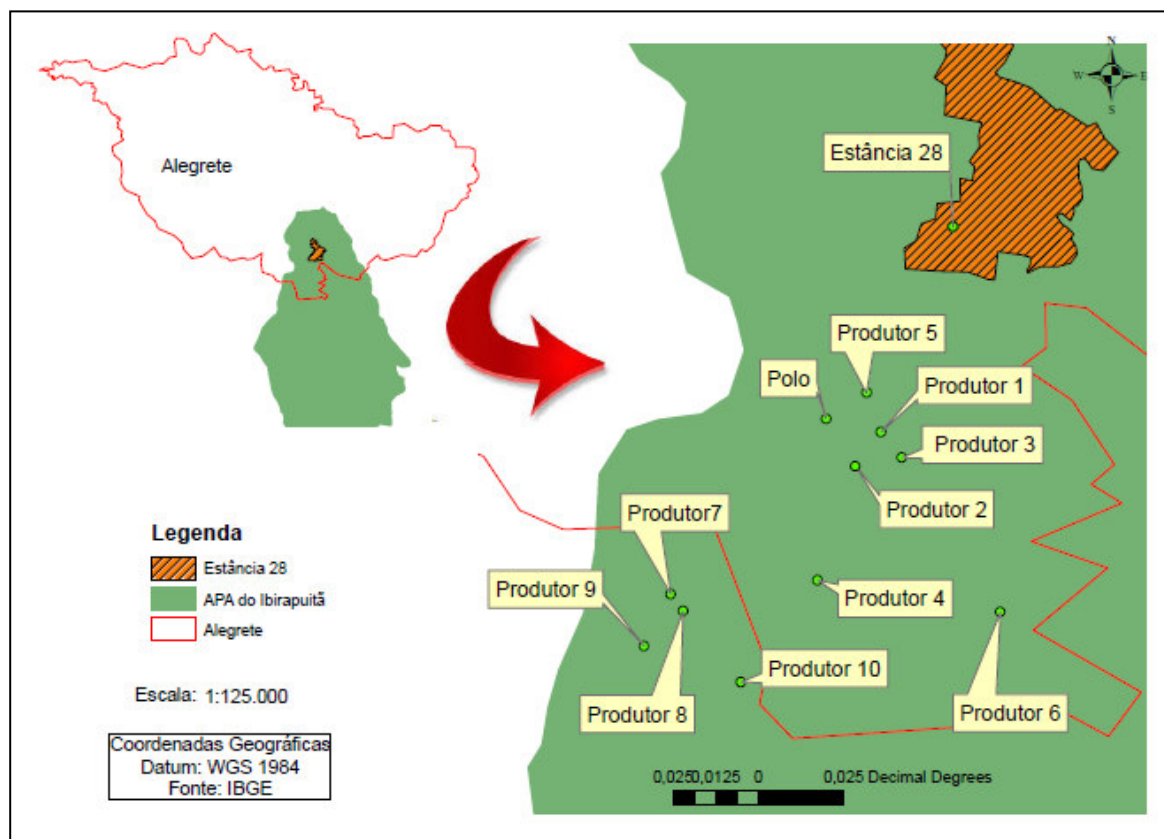 Alegrete
N
W E
S
Estância 28
Produtor 5
Polo
Produtor 1
Produtor 3
Produtor 2
Produtor7
Produtor 9
Produtor 4
Produtor 10
Produtor 8
Produtor 6
Legenda
Estância 28
APA do Ibirapuitã
Alegrete
Escala: 1:125.000
Coordenadas Geográficas
Datum: WGS 1984
Fonte: IBGE
0,0250,0125 0 0,025 Decimal Degrees